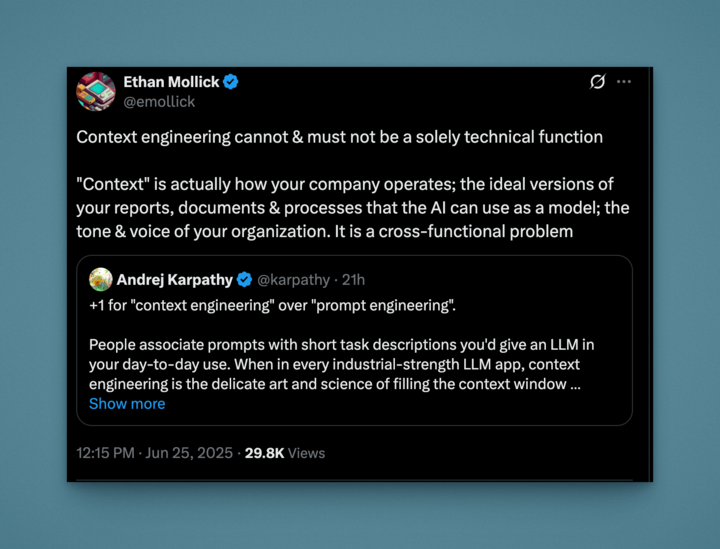 Ethan Mollick
@emollick
Context engineering cannot & must not be a solely technical function
"Context" is actually how your company operates; the ideal versions of
your reports, documents & processes that the AI can use as a model; the
tone & voice of your organization. It is a cross-functional problem
Andrej Karpathy @karpathy · 21h
+1 for "context engineering" over "prompt engineering".
People associate prompts with short task descriptions you'd give an LLM in
your day-to-day use. When in every industrial-strength LLM app, context
engineering is the delicate art and science of filling the context window ...
Show more
12:15 PM · Jun 25, 2025 · 29.8K Views